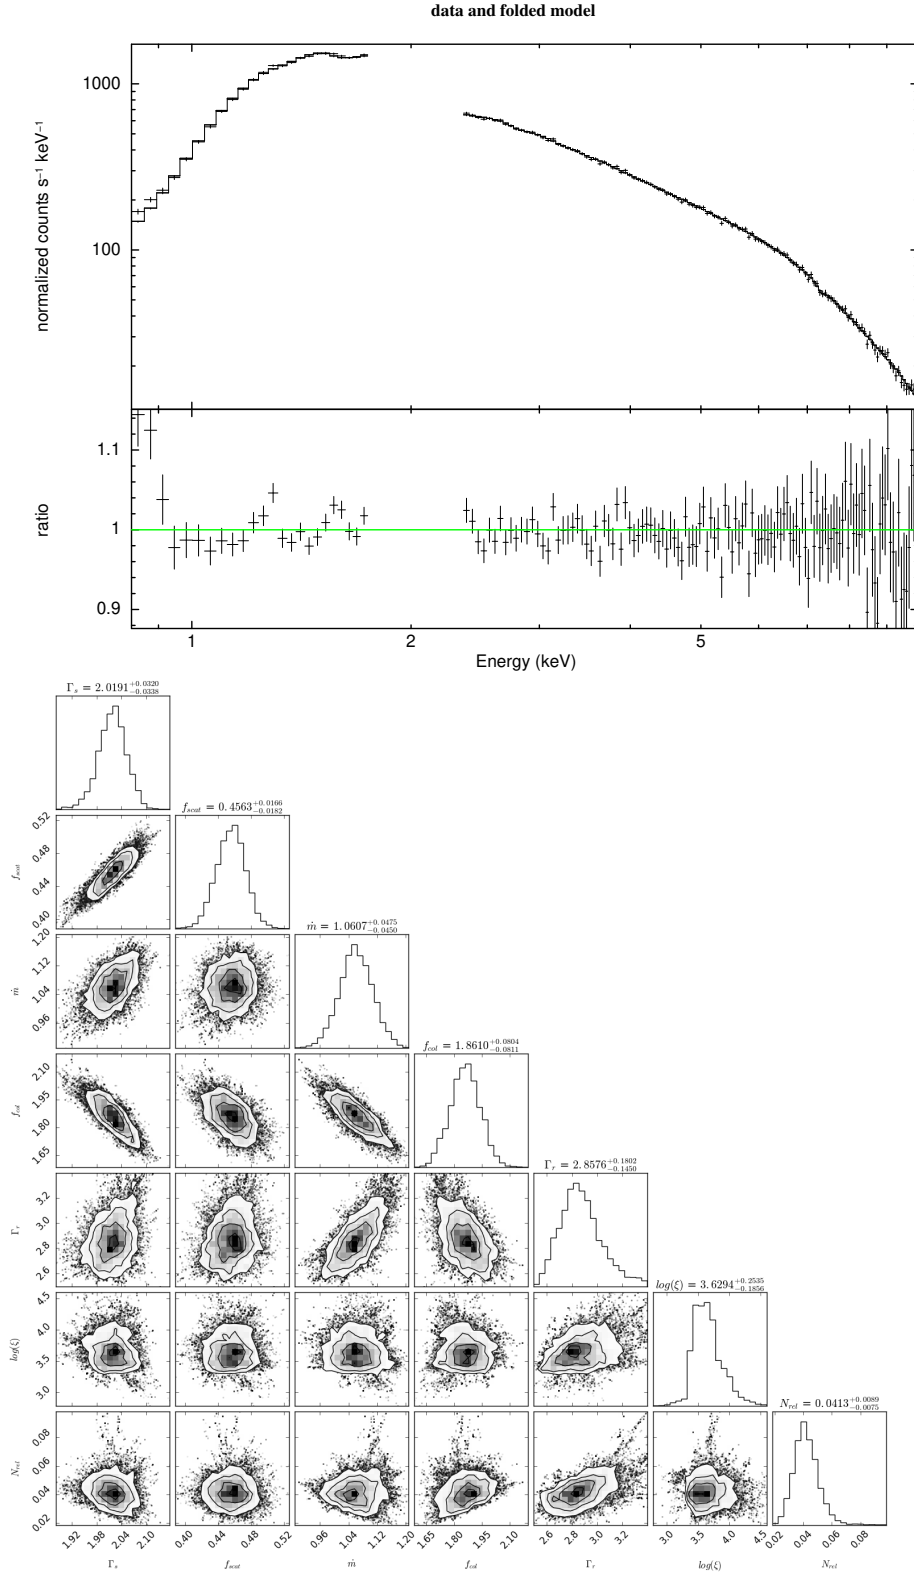 data and folded model
1000
100
normalized counts s⁻¹ keV⁻¹
1.1
1
0.9
ratio
1 2 5
Energy (keV)
Γ_s = 2.0191^{+0.0320}_{−0.0338}
f_scat = 0.4563^{+0.0166}_{−0.0182}
0.52
0.48
0.44
0.40
f_scat
ṁ = 1.0607^{+0.0475}_{−0.0450}
1.20
1.12
1.04
0.96
ṁ
f_col = 1.8610^{+0.0804}_{−0.0811}
2.10
1.95
1.80
1.65
f_col
Γ_r = 2.8576^{+0.1802}_{−0.1450}
3.2
3.0
2.8
2.6
Γ_r
log(ξ) = 3.6294^{+0.2535}_{−0.1856}
4.5
4.0
3.5
3.0
log(ξ)
N_rel = 0.0413^{+0.0089}_{−0.0075}
0.08
0.06
0.04
0.02
N_rel
1.92 1.98 2.04 2.10 0.40 0.44 0.48 0.52 0.96 1.04 1.12 1.20 1.65 1.80 1.95 2.10 2.6 2.8 3.0 3.2 3.0 3.5 4.0 4.5 0.02 0.04 0.06 0.08
Γ_s f_scat ṁ f_col Γ_r log(ξ) N_rel